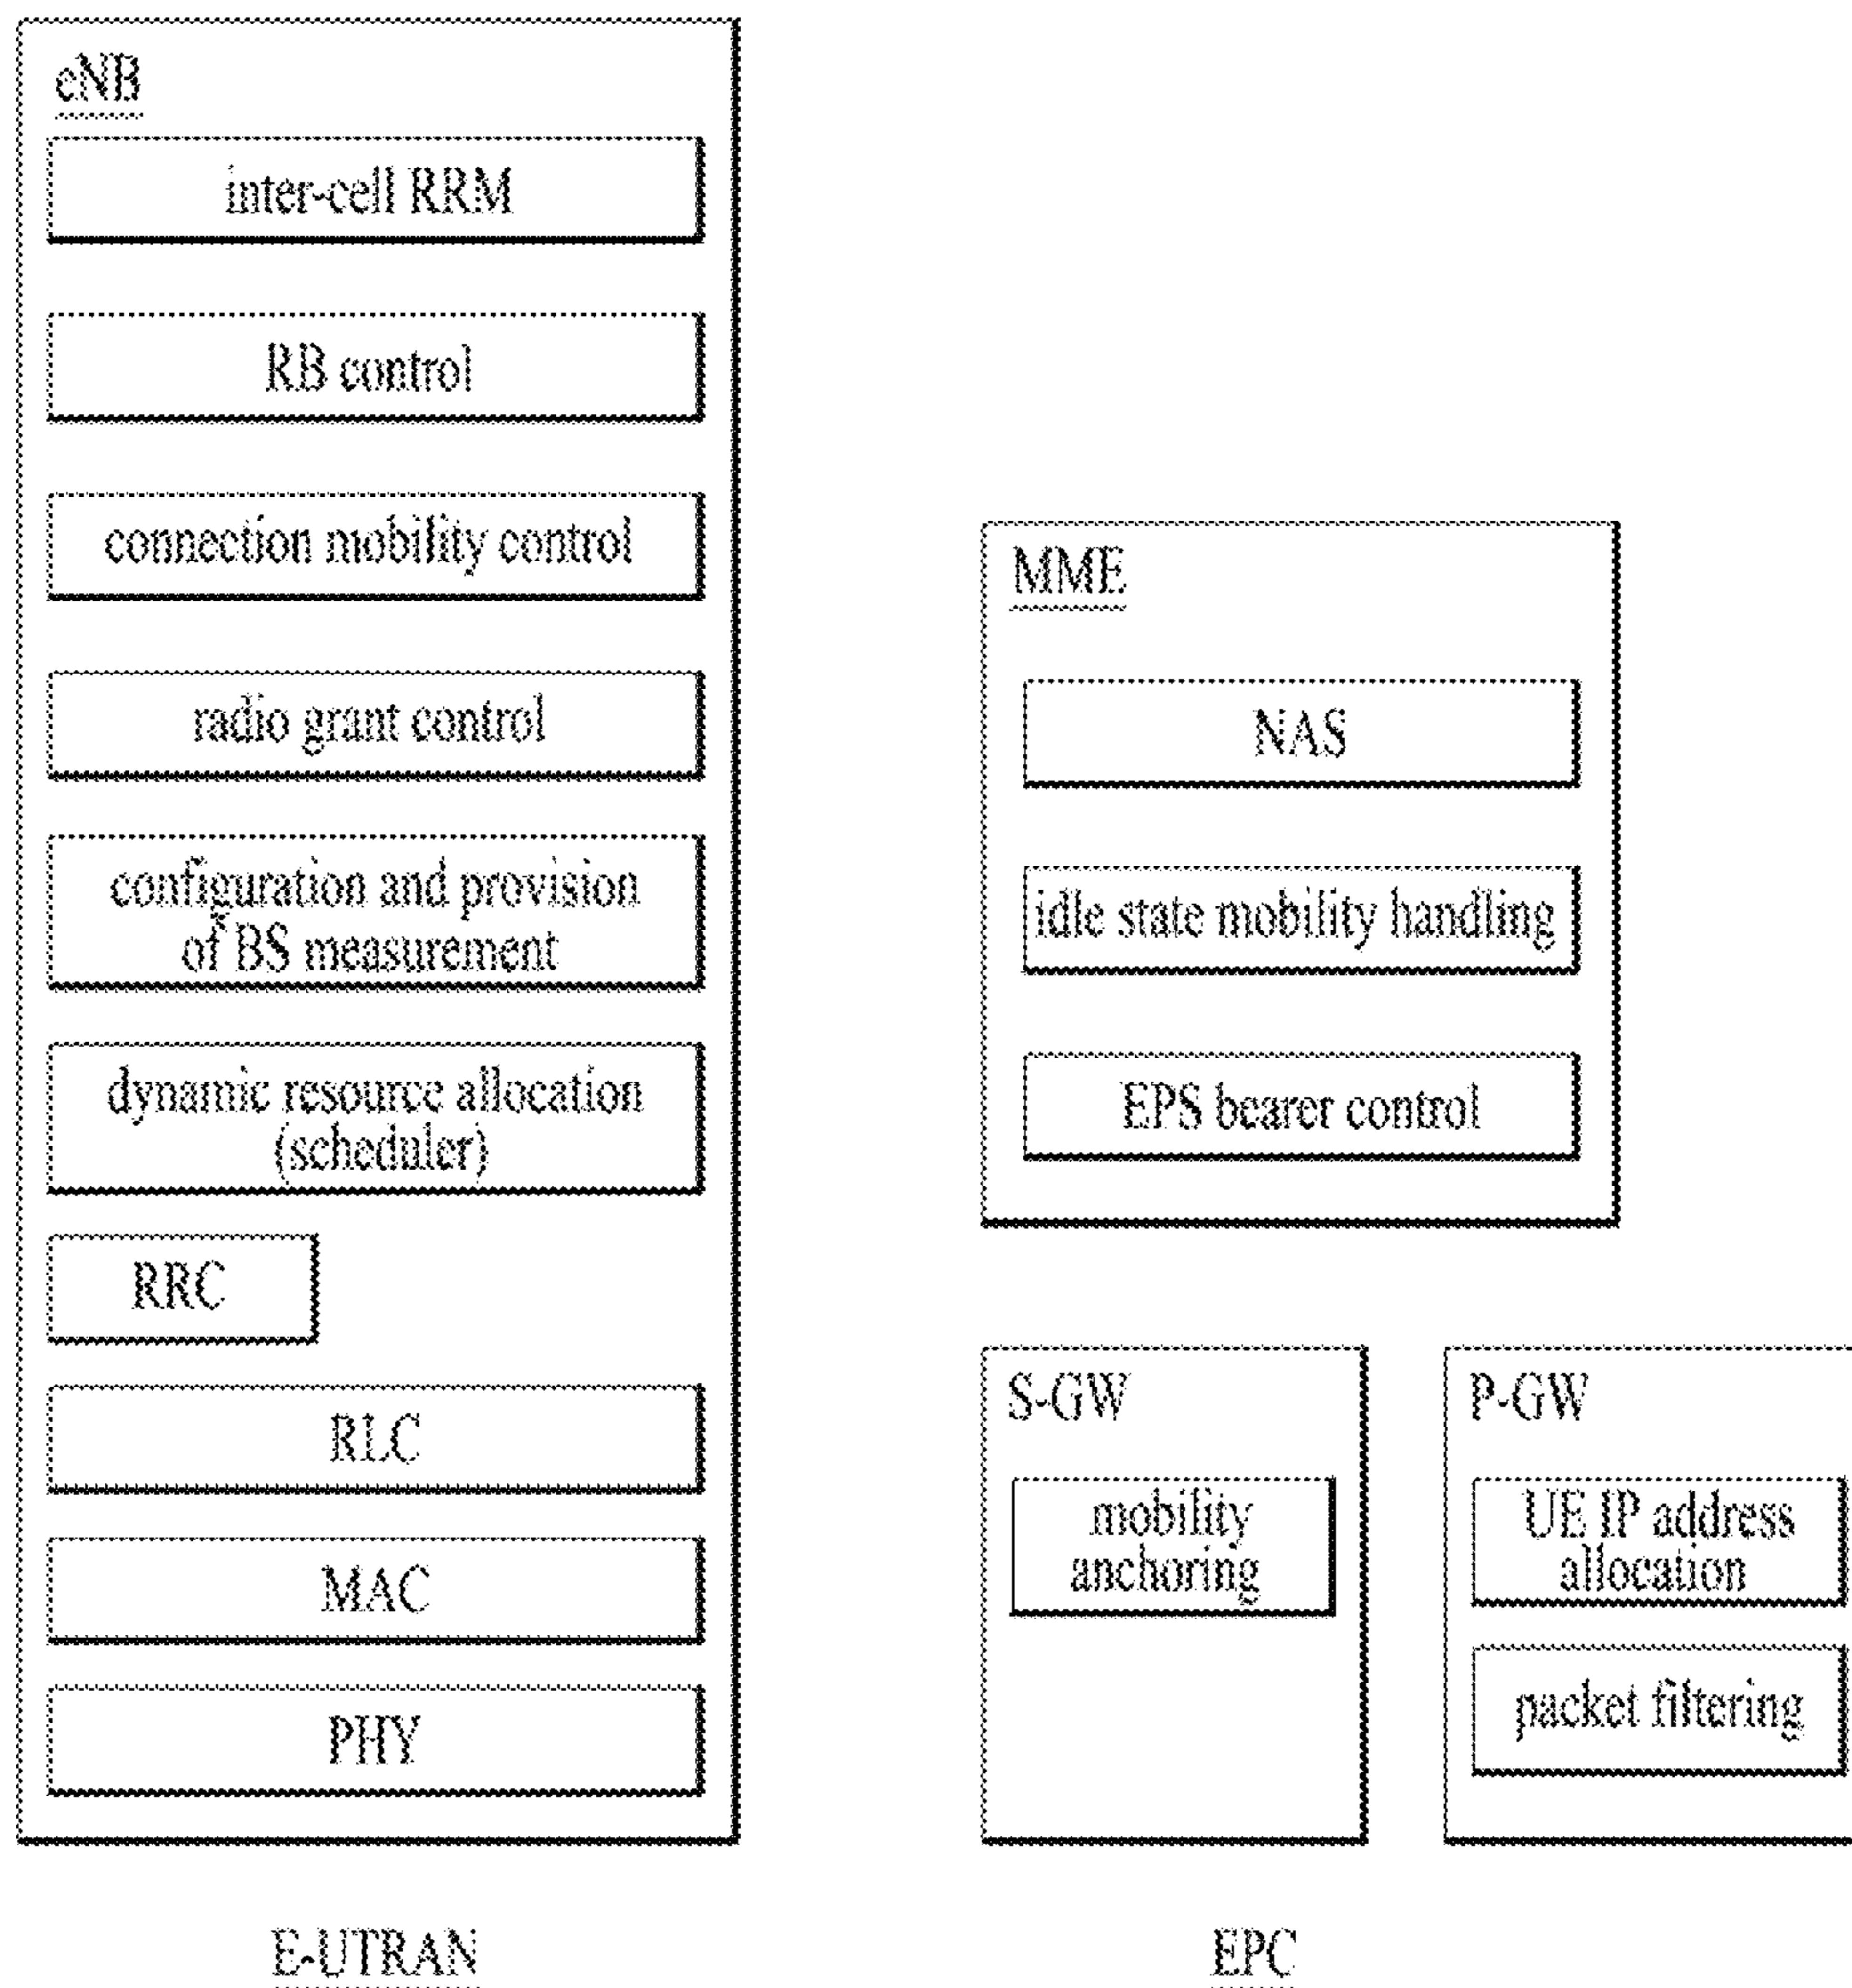 eNB
inter-cell RRM
RB control
connection mobility control
radio grant control
configuration and provision
of BS measurement
dynamic resource allocation
(scheduler)
RRC
RLC
MAC
PHY
E-UTRAN
MME
NAS
idle state mobility handling
EPS bearer control
S-GW
mobility
anchoring
P-GW
UE IP address
allocation
packet filtering
EPC